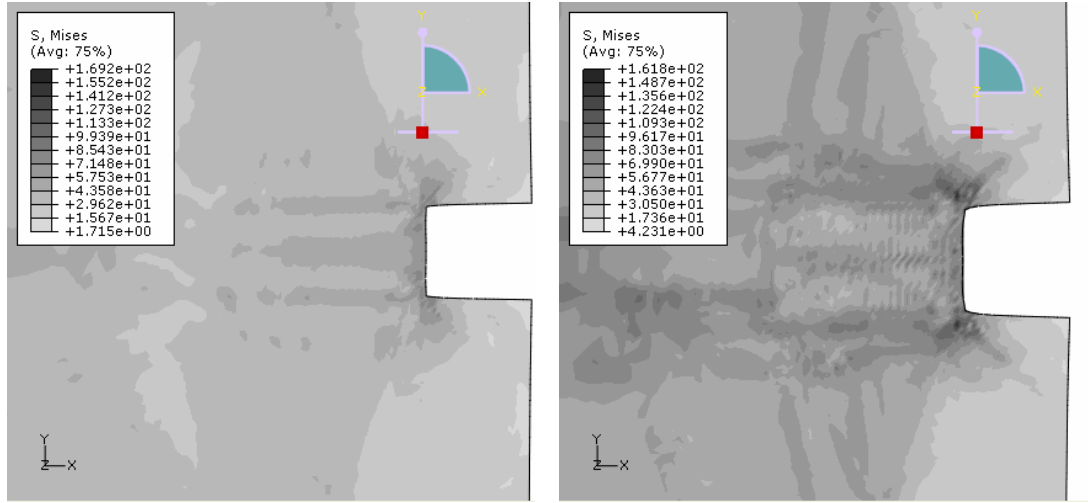 S, Mises
(Avg: 75%)
+1.692e+02
+1.552e+02
+1.412e+02
+1.273e+02
+1.133e+02
+9.939e+01
+8.543e+01
+7.148e+01
+5.753e+01
+4.358e+01
+2.962e+01
+1.567e+01
+1.715e+00
Y
Z
X
Y
Z
X
S, Mises
(Avg: 75%)
+1.618e+02
+1.487e+02
+1.356e+02
+1.224e+02
+1.093e+02
+9.617e+01
+8.303e+01
+6.990e+01
+5.677e+01
+4.363e+01
+3.050e+01
+1.736e+01
+4.231e+00
Y
Z
X
Y
Z
X